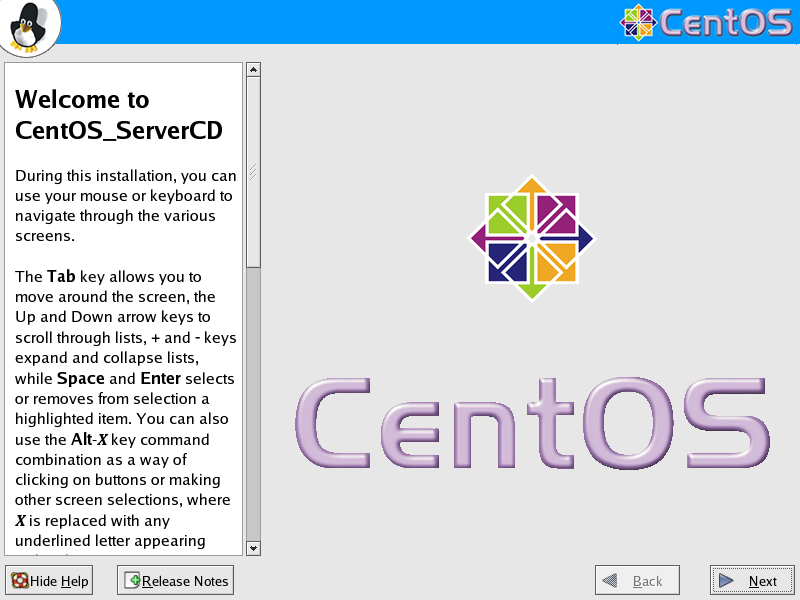 CentOS
Welcome to
CentOS_ServerCD
During this installation, you can
use your mouse or keyboard to
navigate through the various
screens.
The Tab key allows you to
move around the screen, the
Up and Down arrow keys to
scroll through lists, + and - keys
expand and collapse lists,
while Space and Enter selects
or removes from selection a
highlighted item. You can also
use the Alt-X key command
combination as a way of
clicking on buttons or making
other screen selections, where
X is replaced with any
underlined letter appearing
CentOS
Hide Help
Release Notes
Back
Next